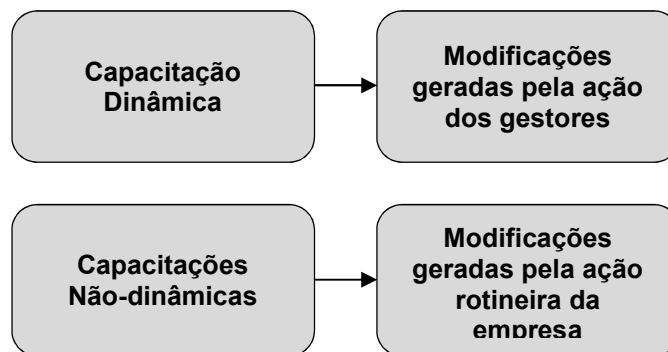 Capacitação
Dinâmica
Modificações
geradas pela ação
dos gestores
Capacitações
Não-dinâmicas
Modificações
geradas pela ação
rotineira da
empresa